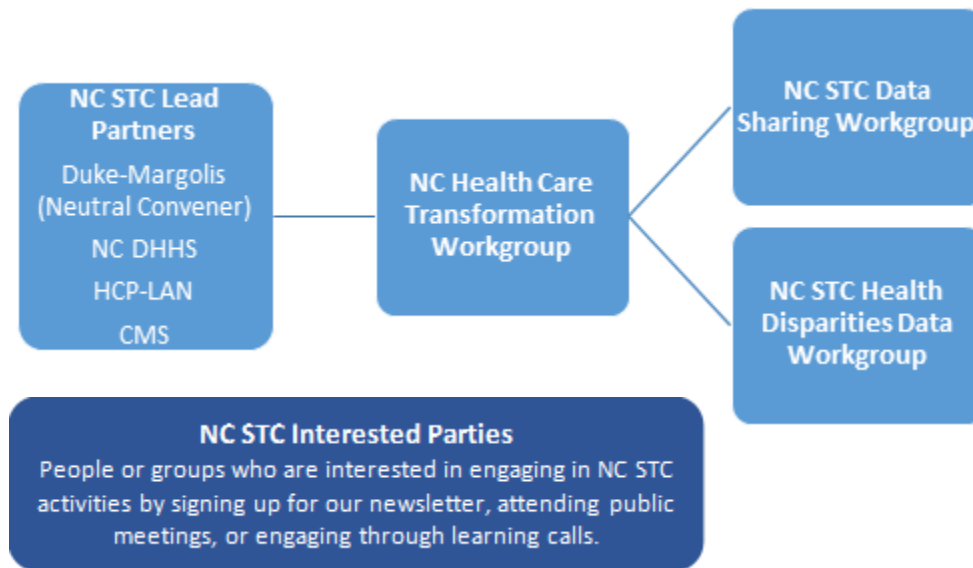 NC STC Lead
Partners
Duke-Margolis
(Neutral Convener)
NC DHHS
HCP-LAN
CMS
NC Health Care
Transformation
Workgroup
NC STC Data
Sharing Workgroup
NC STC Health
Disparities Data
Workgroup
NC STC Interested Parties
People or groups who are interested in engaging in NC STC
activities by signing up for our newsletter, attending public
meetings, or engaging through learning calls.